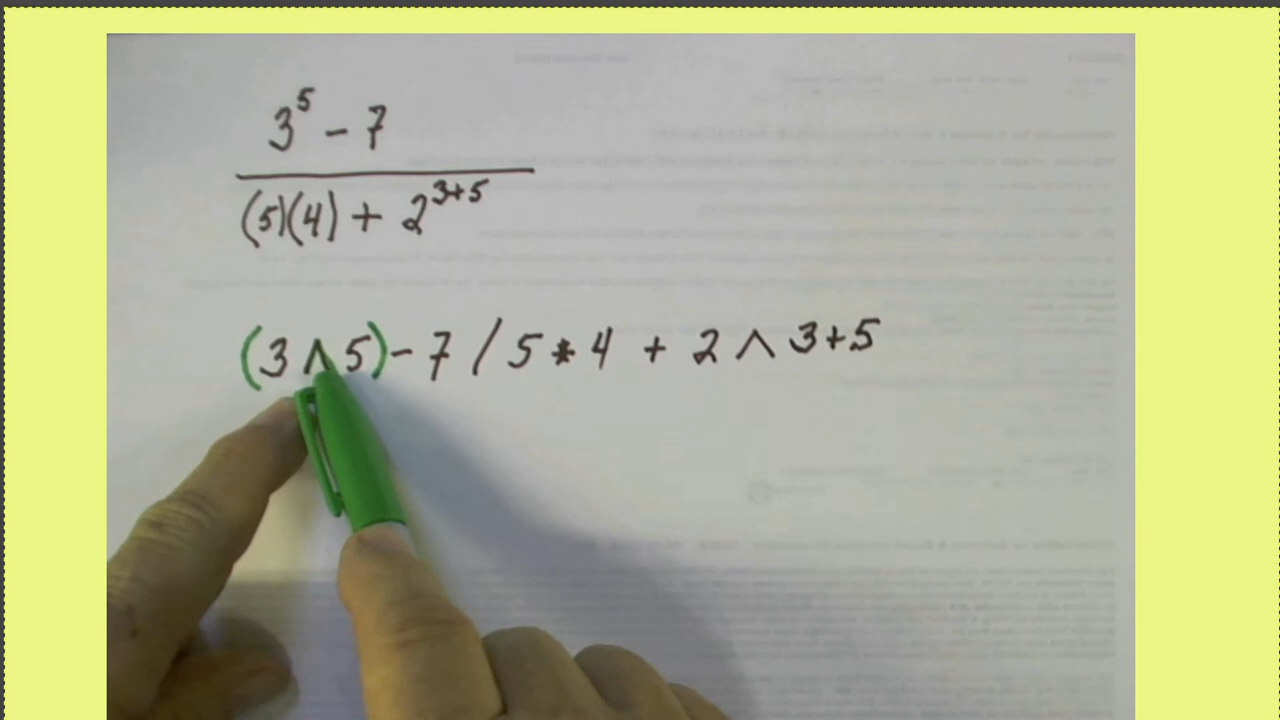 3^5 - 7
(5)(4) + 2^3+5
(3 ^ 5) - 7 / 5 * 4 + 2 ^ 3+5